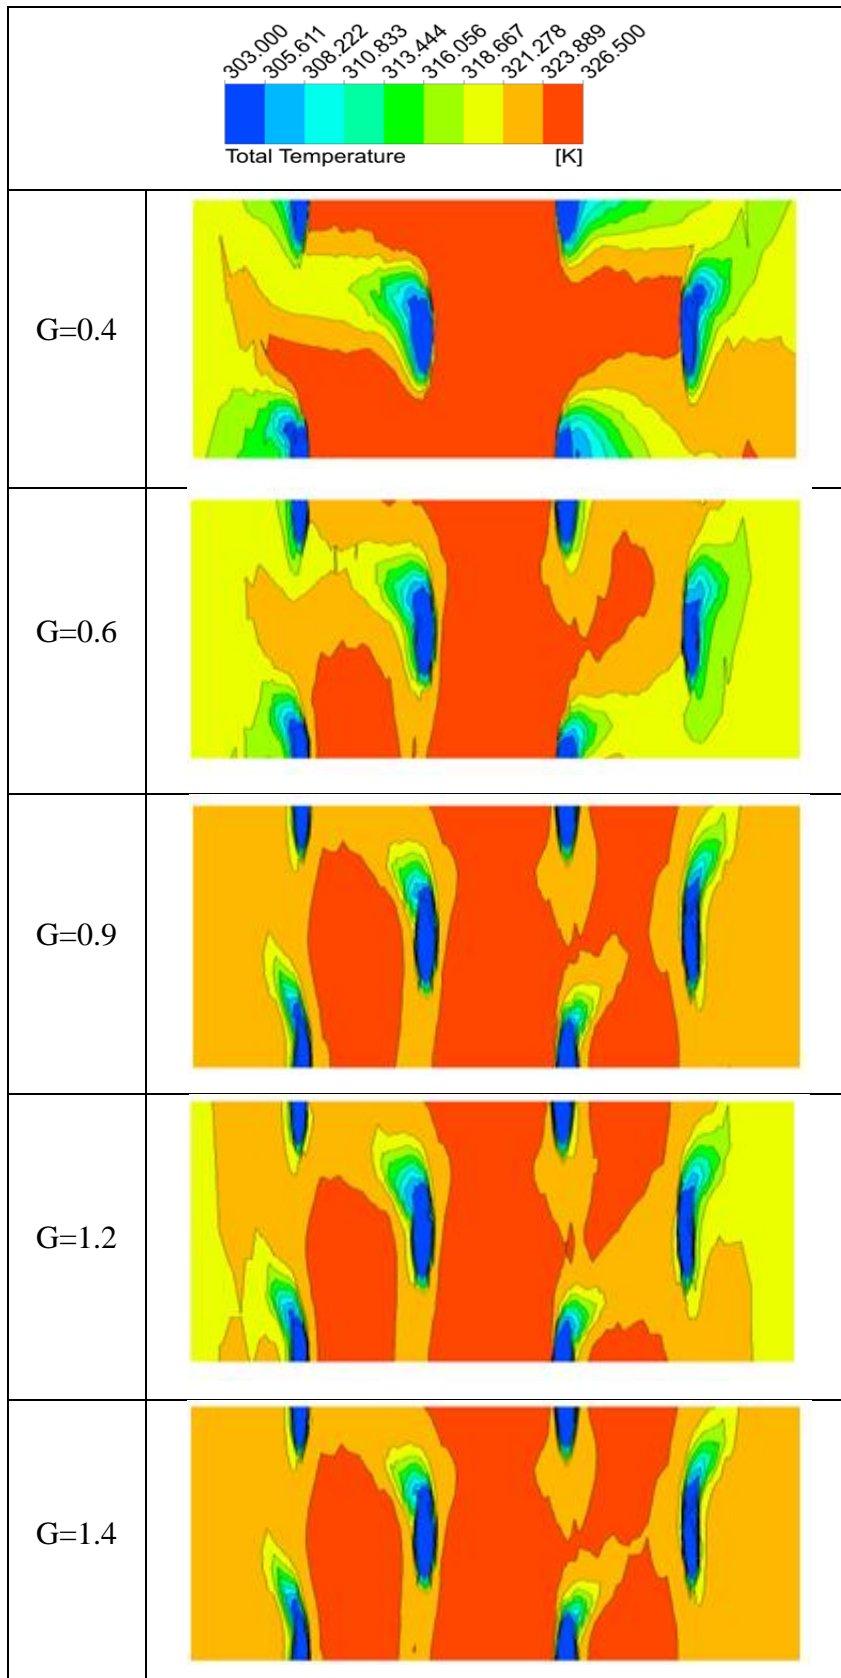 303.000 305.611 308.222 310.833 313.444 316.056 318.667 321.278 323.889 326.500
Total Temperature [K]
G=0.4
G=0.6
G=0.9
G=1.2
G=1.4